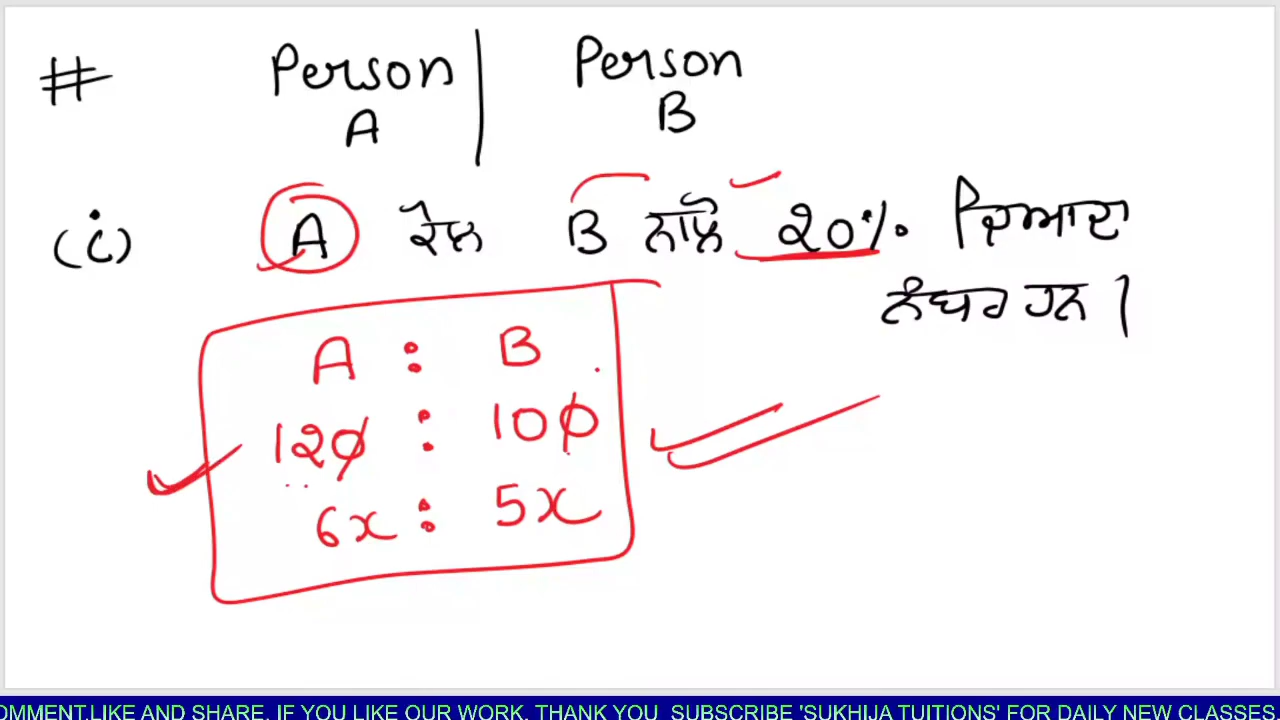 # Person | Person
A B
(i) A ਕੋਲ B ਨਾਲੋਂ 20% ਜ਼ਿਆਦਾ
ਨੰਬਰ ਹਨ |
A : B
120 : 100
6x : 5x
OMMENT,LIKE AND SHARE, IF YOU LIKE OUR WORK. THANK YOU SUBSCRIBE 'SUKHIJA TUITIONS' FOR DAILY NEW CLASSES